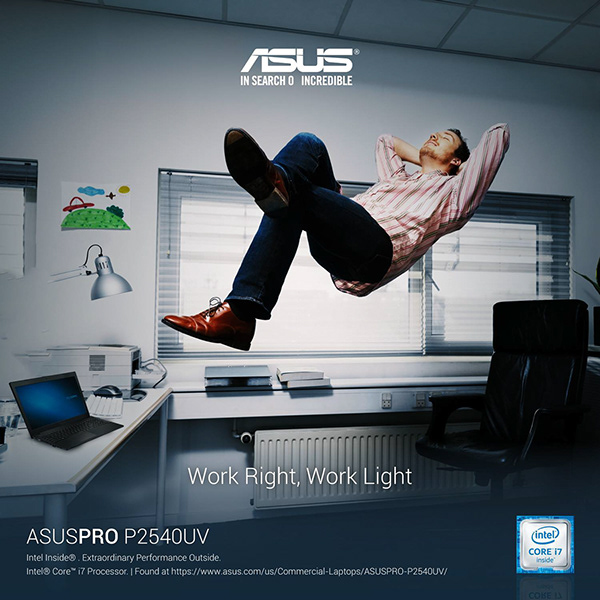 ASUS®
IN SEARCH O INCREDIBLE
Work Right, Work Light
ASUSPRO P2540UV
Intel Inside®. Extraordinary Performance Outside.
Intel® Core™ i7 Processor. | Found at https://www.asus.com/us/Commercial-Laptops/ASUSPRO-P2540UV/
intel®
CORE i7
inside™